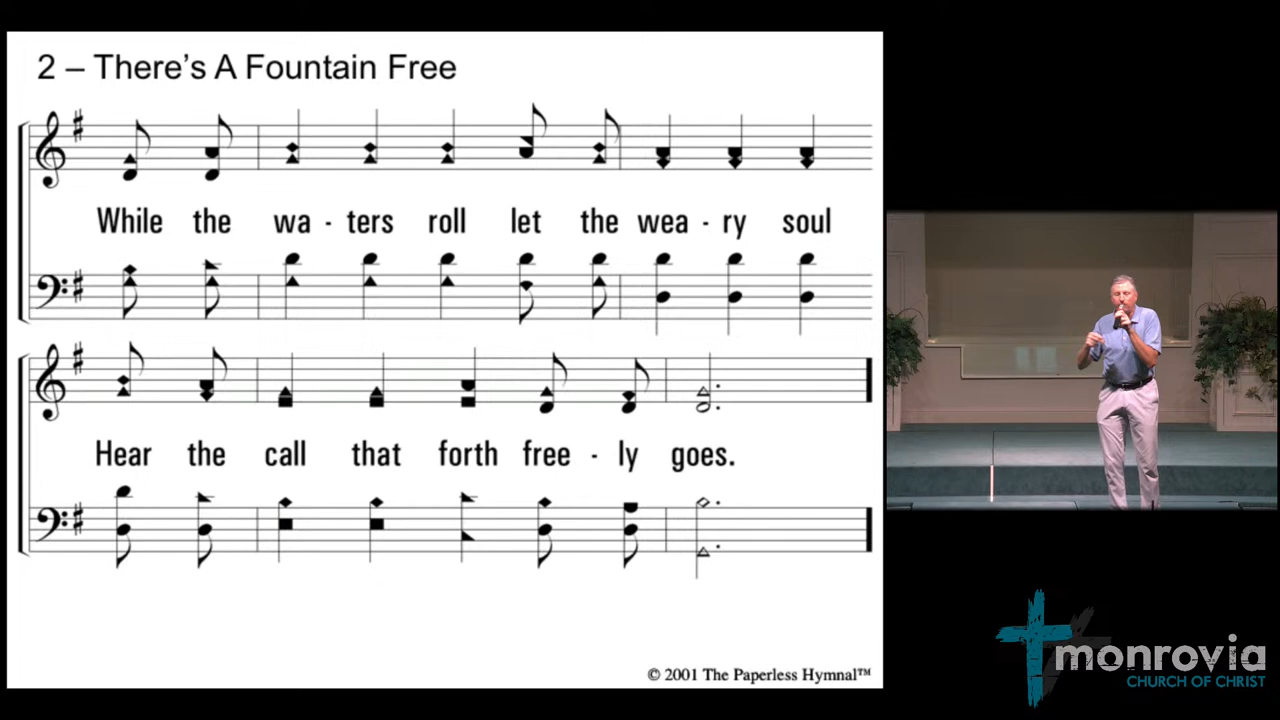 2 – There's A Fountain Free
While the wa - ters roll let the wea - ry soul
Hear the call that forth free - ly goes.
© 2001 The Paperless Hymnal™
monrovia
CHURCH OF CHRIST